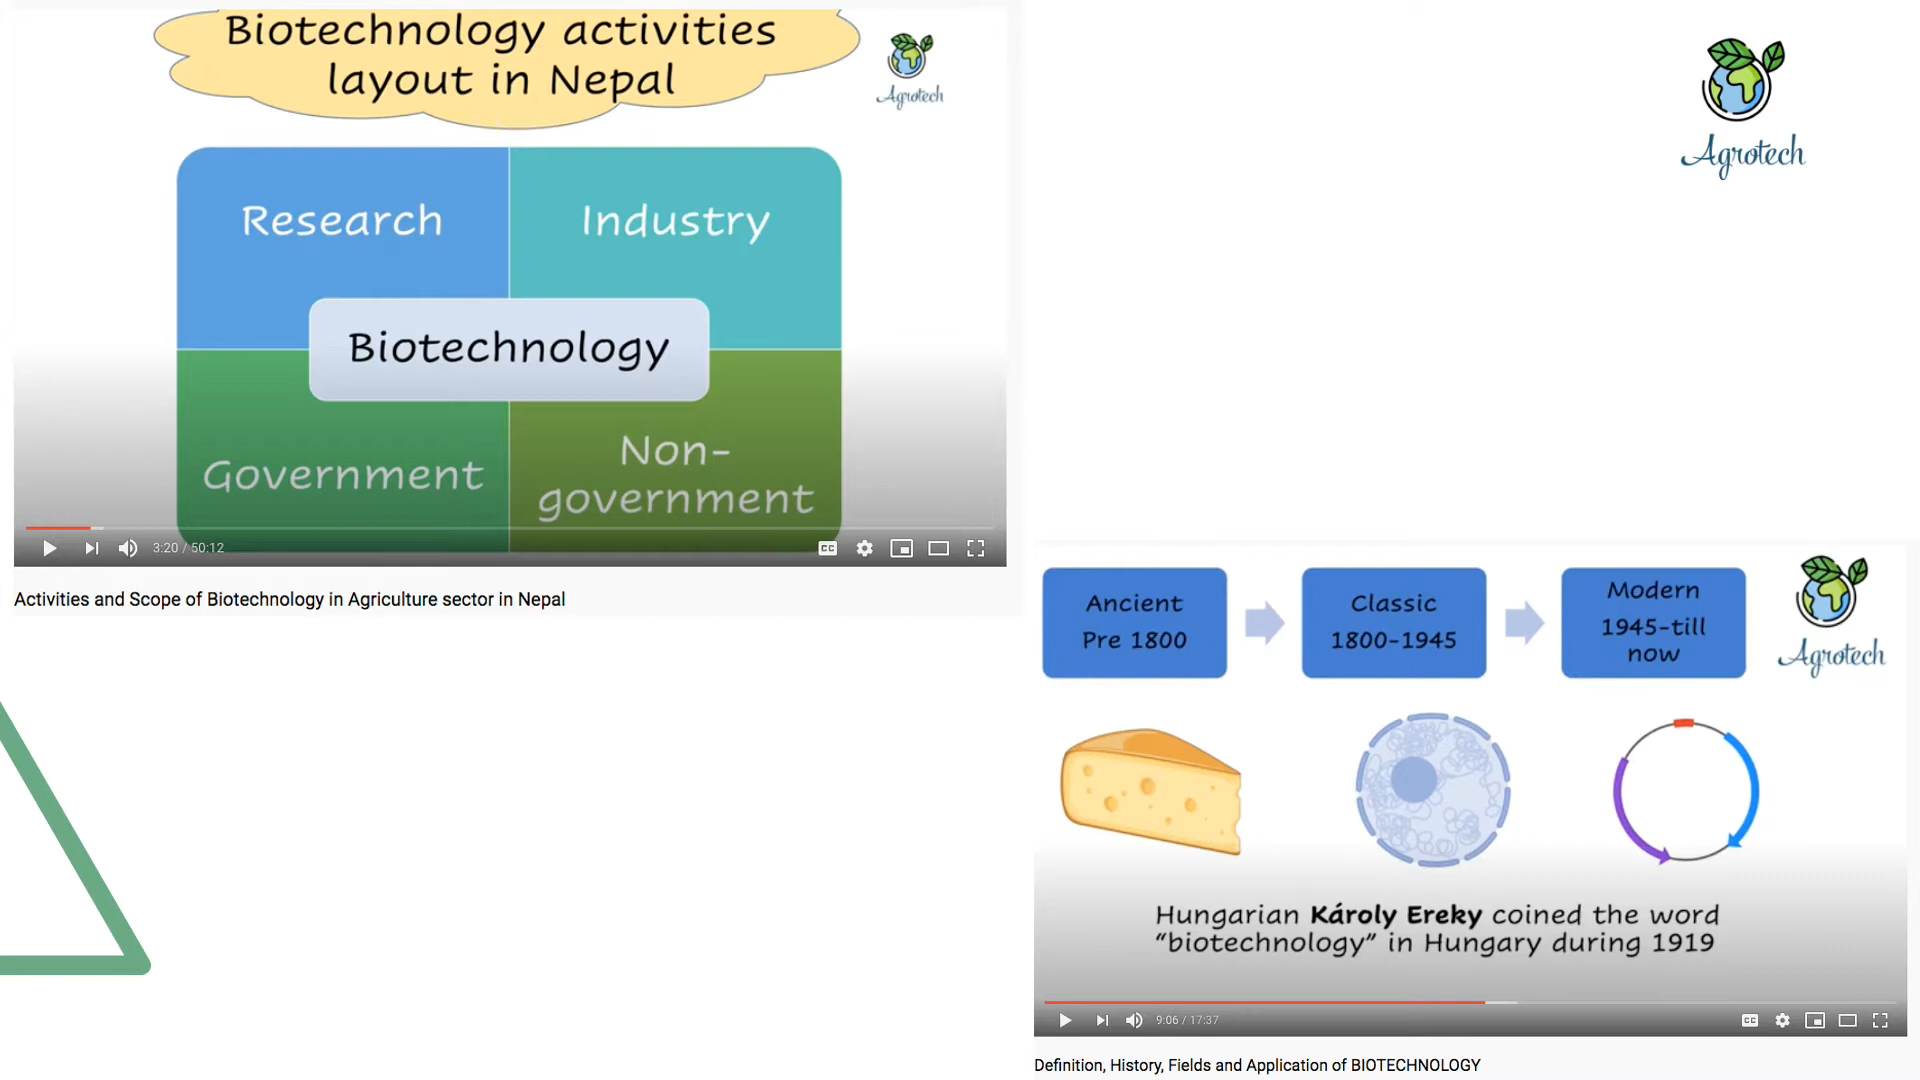 Biotechnology activities
layout in Nepal
Agrotech
Research
Industry
Biotechnology
Government
Non-
government
3:20 / 50:12
CC
Activities and Scope of Biotechnology in Agriculture sector in Nepal
Agrotech
Ancient
Pre 1800
Classic
1800-1945
Modern
1945-till
now
Agrotech
Hungarian Károly Ereky coined the word
“biotechnology” in Hungary during 1919
9:06 / 17:37
CC
Definition, History, Fields and Application of BIOTECHNOLOGY